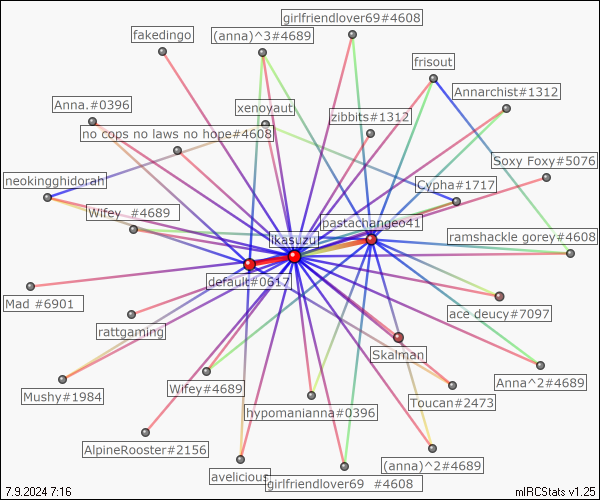 girlfriendlover69#4608
fakedingo
(anna)^3#4689
frisout
Annarchist#1312
Anna.#0396
xenoyaut
zibbits#1312
no cops no laws no hope#4608
Soxy Foxy#5076
neokingghidorah
Cypha#1717
Wifey  #4689
pastachangeo41
ikasuzu
ramshackle gorey#4608
default#0617
Mad #6901
ace deucy#7097
rattgaming
Skalman
Wifey#4689
Anna^2#4689
Mushy#1984
Toucan#2473
hypomanianna#0396
AlpineRooster#2156
(anna)^2#4689
avelicious
girlfriendlover69  #4608
7.9.2024 7:16
mIRCStats v1.25